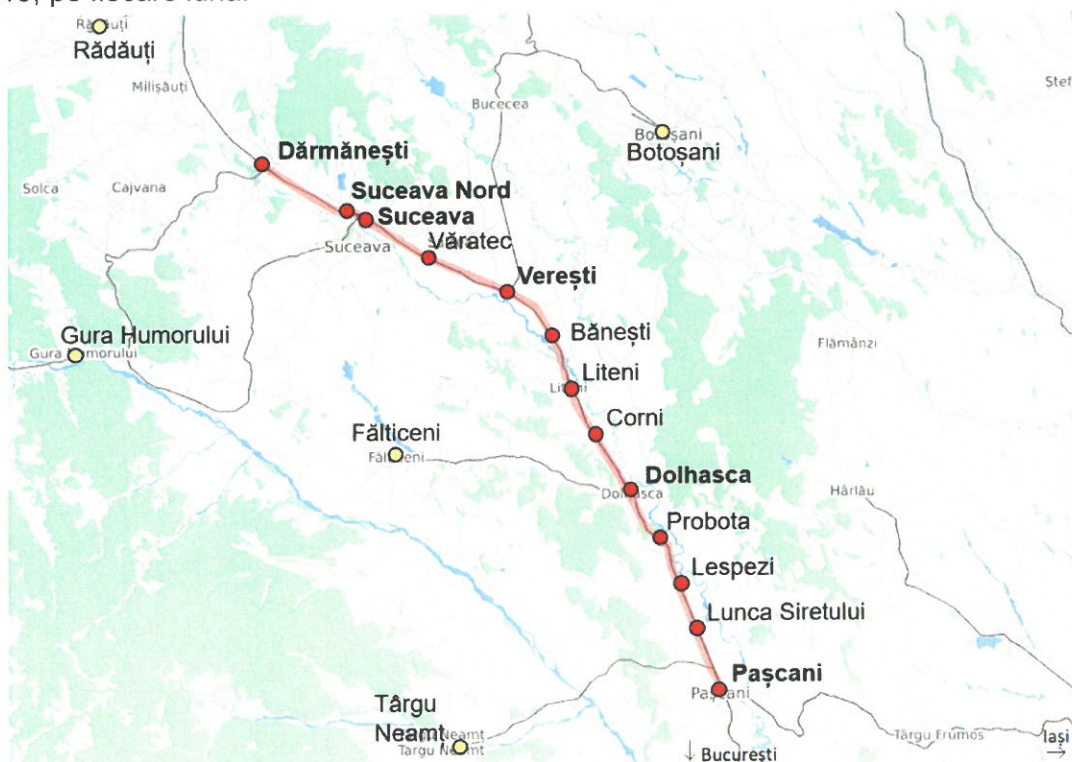 Rădăuți
Rădăuți
Milișăuți
Bucecea
Botoșani
Botoșani
Dărmănești
Solca
Cajvana
Suceava Nord
Suceava
Suceava
Văratec
Verești
Bănești
Gura Humorului
Gura Humorului
Flămânzi
Liteni
Liteni
Corni
Fălticeni
Fălticeni
Dolhasca
Dolhasca
Hârlău
Probota
Lespezi
Lunca Siretului
Pașcani
Pașcani
Târgu
Neamt
Târgu Neamț
Târgu Frumos
↓ București
Iași
→